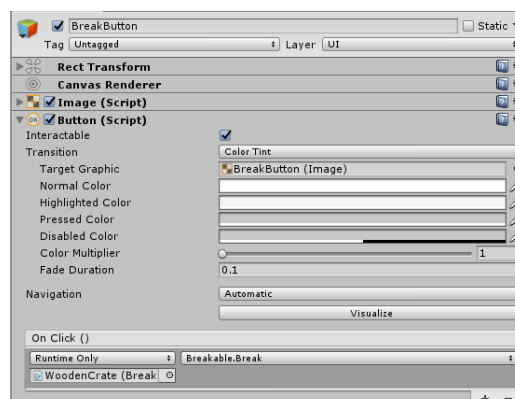 BreakButton Static
Tag Untagged Layer UI
Rect Transform
Canvas Renderer
Image (Script)
Button (Script)
Interactable
Transition Color Tint
Target Graphic BreakButton (Image)
Normal Color
Highlighted Color
Pressed Color
Disabled Color
Color Multiplier 1
Fade Duration 0.1
Navigation Automatic
Visualize
On Click ()
Runtime Only Breakable.Break
WoodenCrate (Break